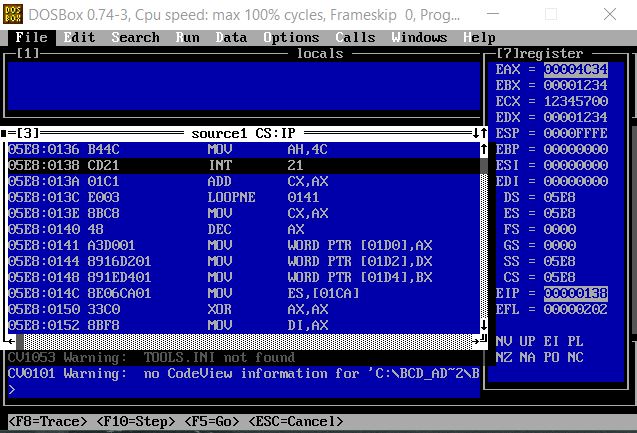 DOSBox 0.74-3, Cpu speed: max 100% cycles, Frameskip 0, Prog...
File Edit Search Run Data Options Calls Windows Help
[1] locals
[3] source1 CS:IP
05E8:0136 B44C MOV AH,4C
05E8:0138 CD21 INT 21
05E8:013A 01C1 ADD CX,AX
05E8:013C E003 LOOPNE 0141
05E8:013E 8BC8 MOV CX,AX
05E8:0140 48 DEC AX
05E8:0141 A3D001 MOV WORD PTR [01D0],AX
05E8:0144 8916D201 MOV WORD PTR [01D2],DX
05E8:0148 891ED401 MOV WORD PTR [01D4],BX
05E8:014C 8E06CA01 MOV ES,[01CA]
05E8:0150 33C0 XOR AX,AX
05E8:0152 8BF8 MOV DI,AX
CV1053 Warning: TOOLS.INI not found
CV0101 Warning: no CodeView information for 'C:\BCD_AD~2\B
>
[7]register
EAX = 00004C34
EBX = 00001234
ECX = 12345700
EDX = 00001234
ESP = 0000FFFE
EBP = 00000000
ESI = 00000000
EDI = 00000000
DS = 05E8
ES = 05E8
FS = 0000
GS = 0000
SS = 05E8
CS = 05E8
EIP = 00000138
EFL = 00000202
NV UP EI PL
NZ NA PO NC
<F8=Trace> <F10=Step> <F5=Go> <ESC=Cancel>